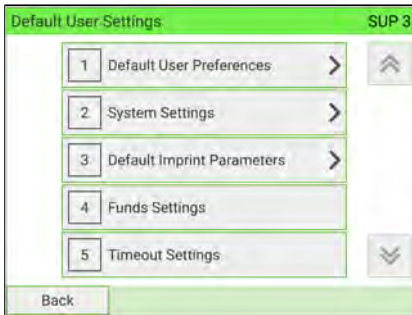 Default User Settings SUP 3
1 Default User Preferences
2 System Settings
3 Default Imprint Parameters
4 Funds Settings
5 Timeout Settings
Back